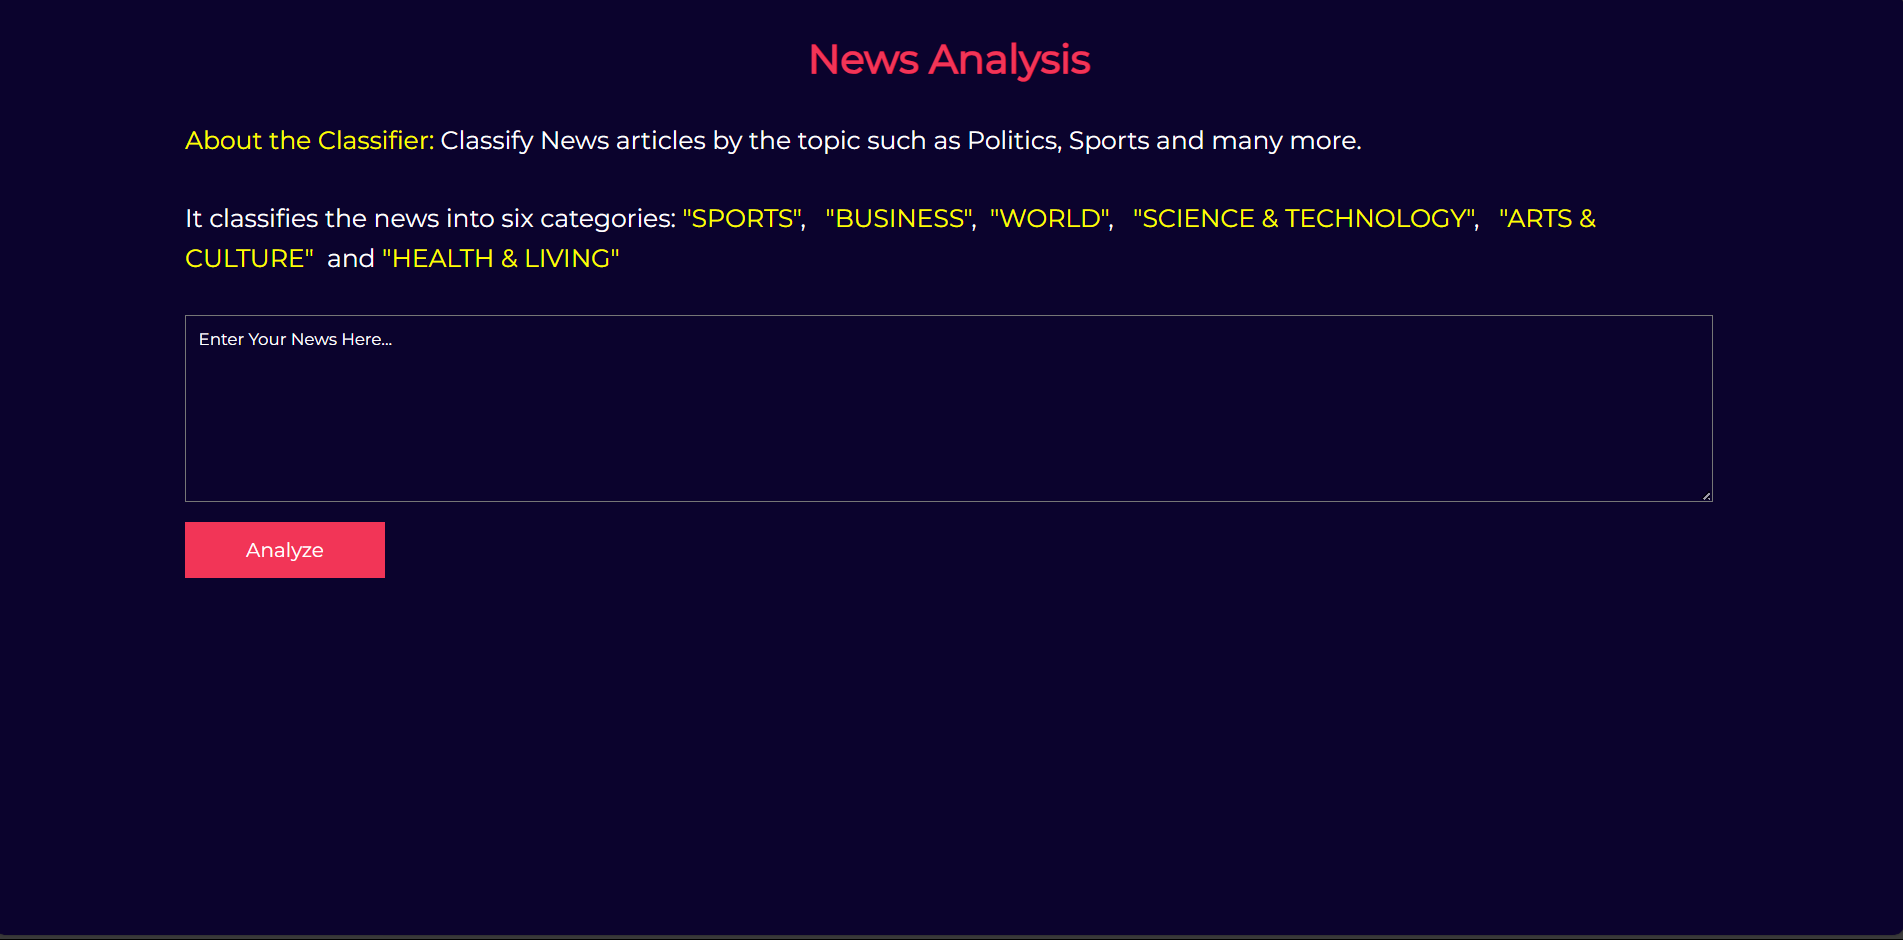 News Analysis
About the Classifier: Classify News articles by the topic such as Politics, Sports and many more.
It classifies the news into six categories: "SPORTS", "BUSINESS", "WORLD", "SCIENCE & TECHNOLOGY", "ARTS &
CULTURE" and "HEALTH & LIVING"
Enter Your News Here...
Analyze